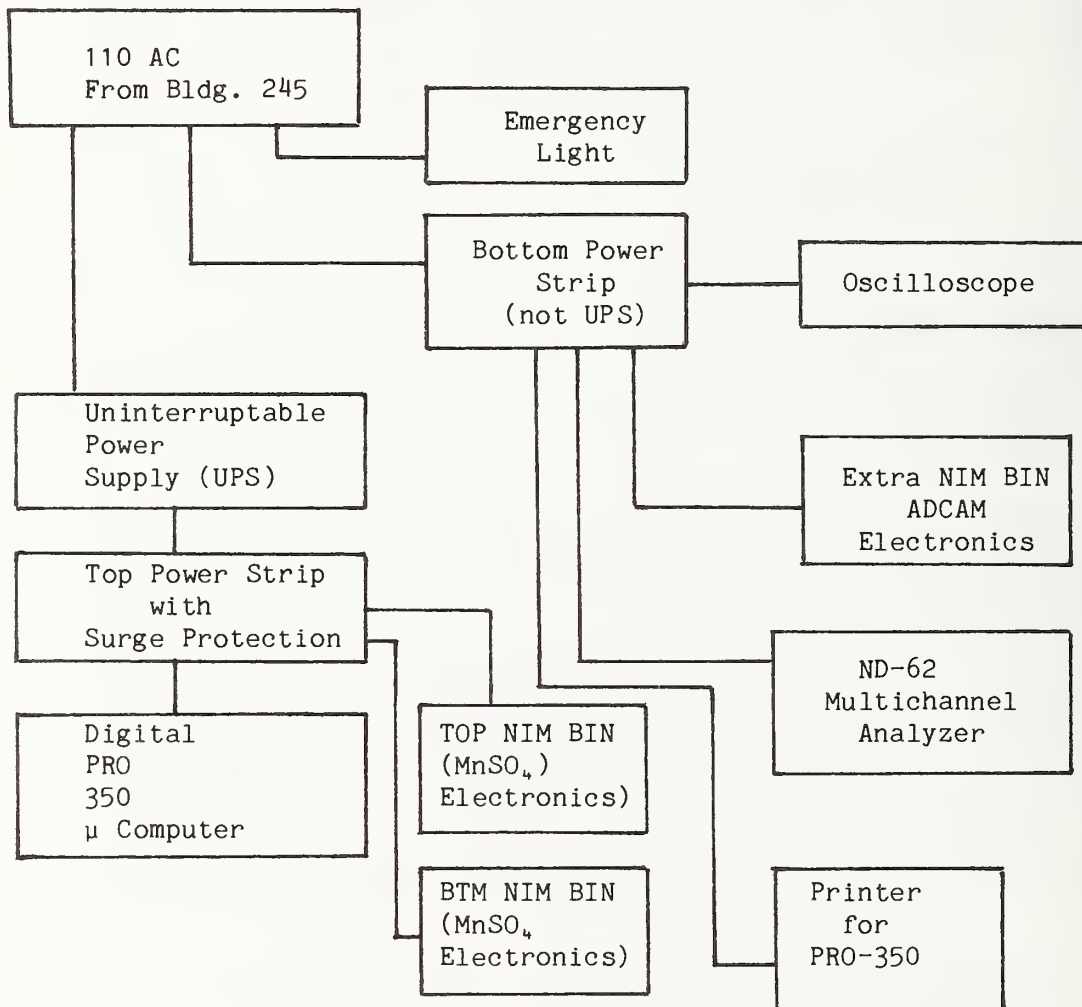 110 AC
From Bldg. 245
Emergency
Light
Bottom Power
Strip
(not UPS)
Oscilloscope
Uninterruptable
Power
Supply (UPS)
Extra NIM BIN
ADCAM
Electronics
Top Power Strip
with
Surge Protection
ND-62
Multichannel
Analyzer
Digital
PRO
350
μ Computer
TOP NIM BIN
(MnSO₄)
Electronics)
BTM NIM BIN
(MnSO₄
Electronics)
Printer
for
PRO-350